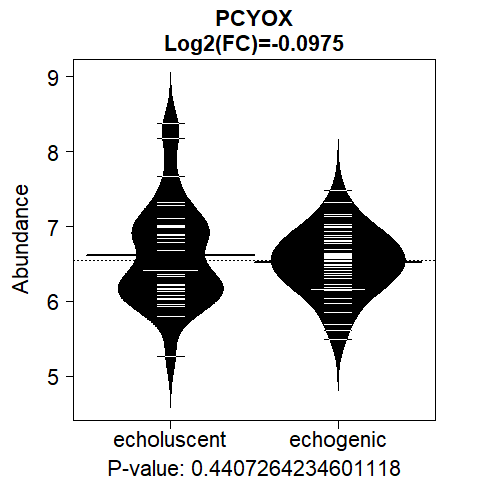 PCYOX
Log2(FC)=-0.0975
9
8
7
6
5
Abundance
echoluscent echogenic
P-value: 0.4407264234601118